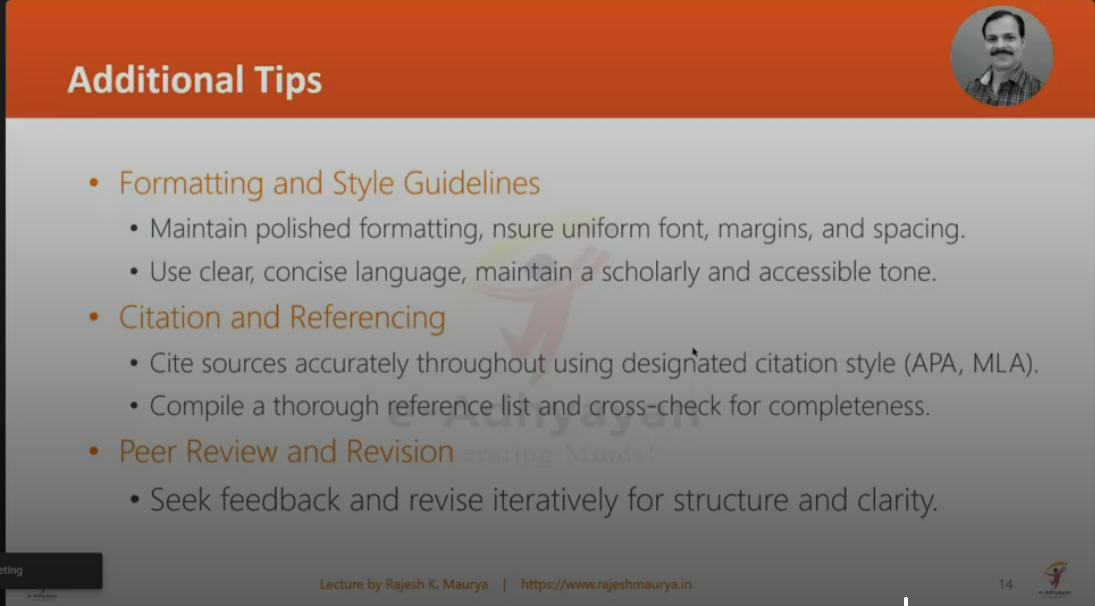 Additional Tips
• Formatting and Style Guidelines
• Maintain polished formatting, nsure uniform font, margins, and spacing.
• Use clear, concise language, maintain a scholarly and accessible tone.
• Citation and Referencing
• Cite sources accurately throughout using designated citation style (APA, MLA).
• Compile a thorough reference list and cross-check for completeness.
e-Adhyayan
• Peer Review and Revision
erating Minds!
• Seek feedback and revise iteratively for structure and clarity.
eting
Lecture by Rajesh K. Maurya | https://www.rajeshmaurya.in
14
e-Adhyayan